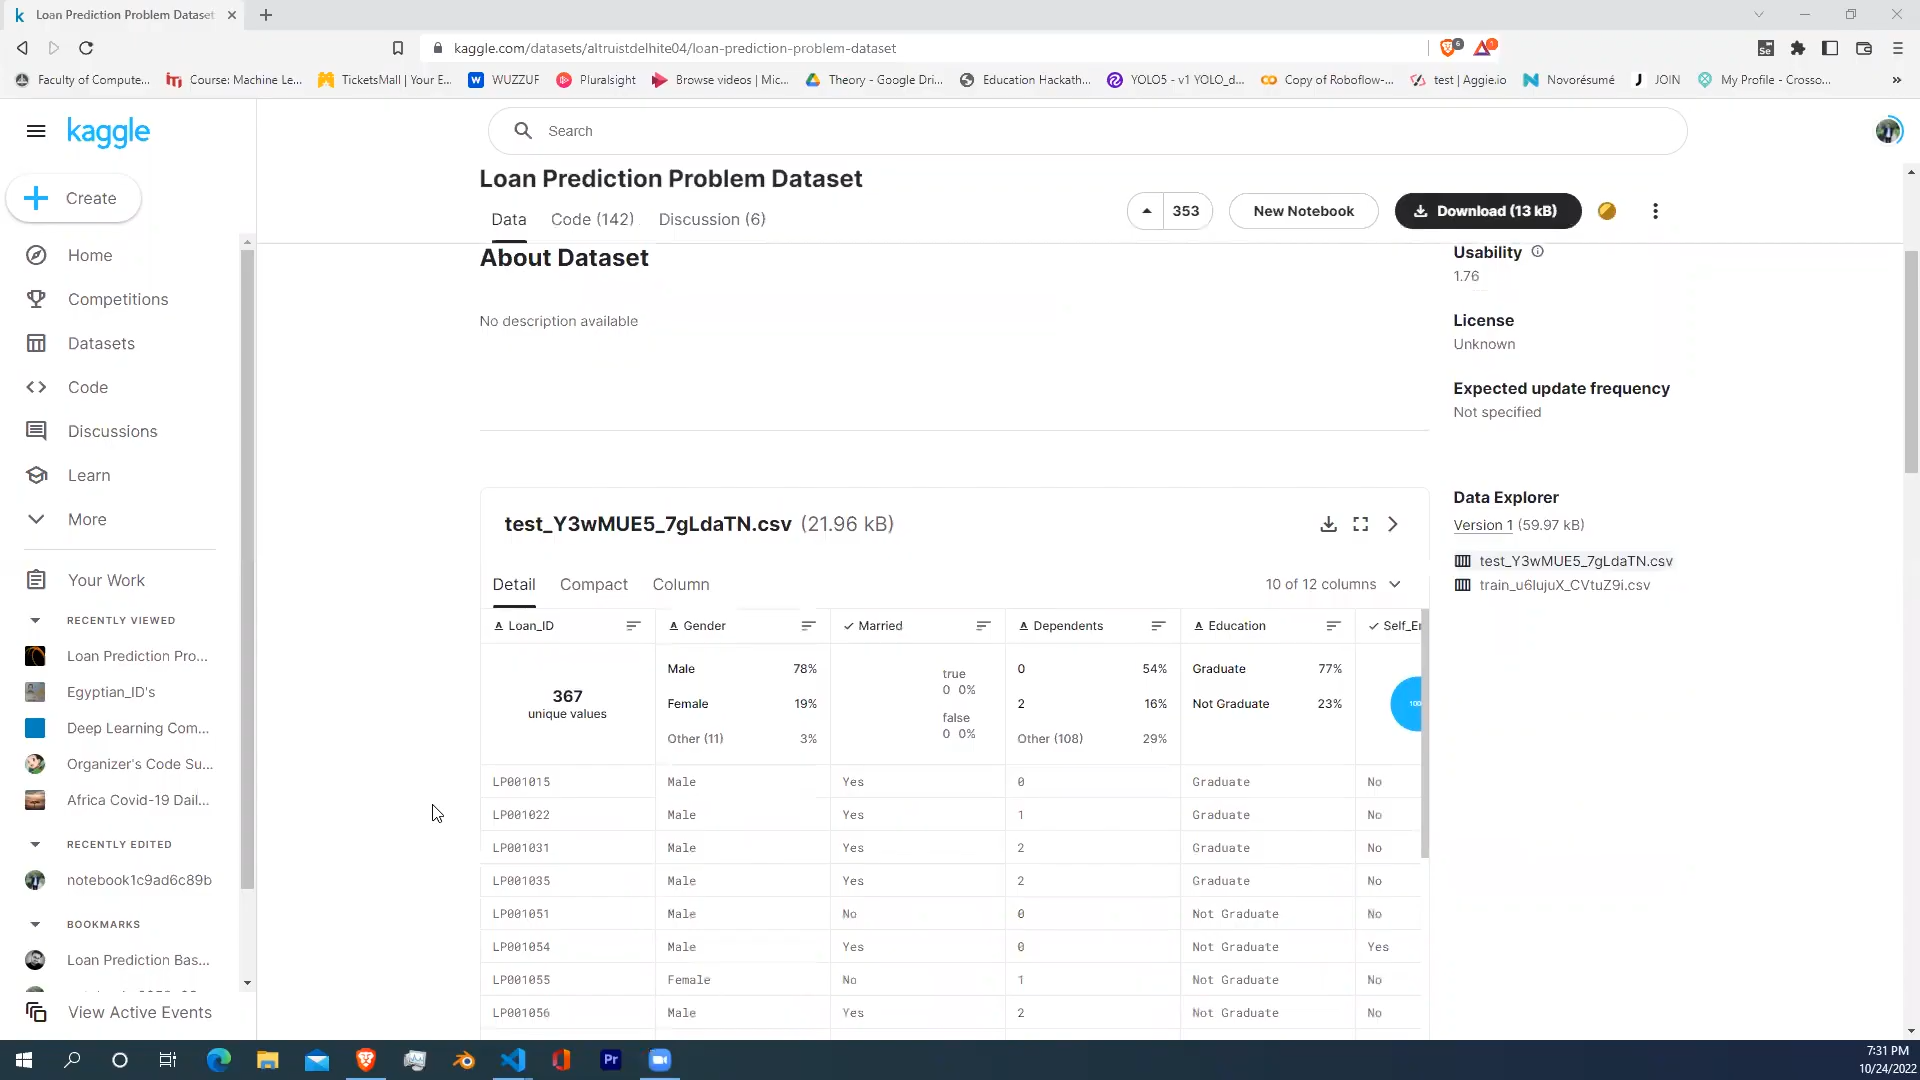 Loan Prediction Problem Dataset
kaggle.com/datasets/altruistdelhite04/loan-prediction-problem-dataset
6
1
Se
Faculty of Compute... Course: Machine Le... TicketsMall | Your E... WUZZUF Pluralsight Browse videos | Mic... Theory - Google Dri... Education Hackath... YOLO5 - v1 YOLO_d... Copy of Roboflow-... test | Aggie.io Novorésumé JOIN My Profile - Crosso...
kaggle
Search
Create
Home
Competitions
Datasets
Code
Discussions
Learn
More
Your Work
RECENTLY VIEWED
Loan Prediction Pro...
Egyptian_ID's
Deep Learning Com...
Organizer's Code Su...
Africa Covid-19 Dail...
RECENTLY EDITED
notebook1c9ad6c89b
BOOKMARKS
Loan Prediction Bas...
View Active Events
Loan Prediction Problem Dataset
Data Code (142) Discussion (6)
353 New Notebook Download (13 kB)
About Dataset
No description available
Usability
1.76
License
Unknown
Expected update frequency
Not specified
test_Y3wMUE5_7gLdaTN.csv (21.96 kB)
Detail Compact Column
10 of 12 columns
Loan_ID Gender Married Dependents Education Self_Em
367
unique values
Male 78%
Female 19%
Other (11) 3%
true
0 0%
false
0 0%
0 54%
2 16%
Other (108) 29%
Graduate 77%
Not Graduate 23%
100
LP001015 Male Yes 0 Graduate No
LP001022 Male Yes 1 Graduate No
LP001031 Male Yes 2 Graduate No
LP001035 Male Yes 2 Graduate No
LP001051 Male No 0 Not Graduate No
LP001054 Male Yes 0 Not Graduate Yes
LP001055 Female No 1 Not Graduate No
LP001056 Male Yes 2 Not Graduate No
Data Explorer
Version 1 (59.97 kB)
test_Y3wMUE5_7gLdaTN.csv
train_u6lujuX_CVtuZ9i.csv
Pr
7:31 PM
10/24/2022